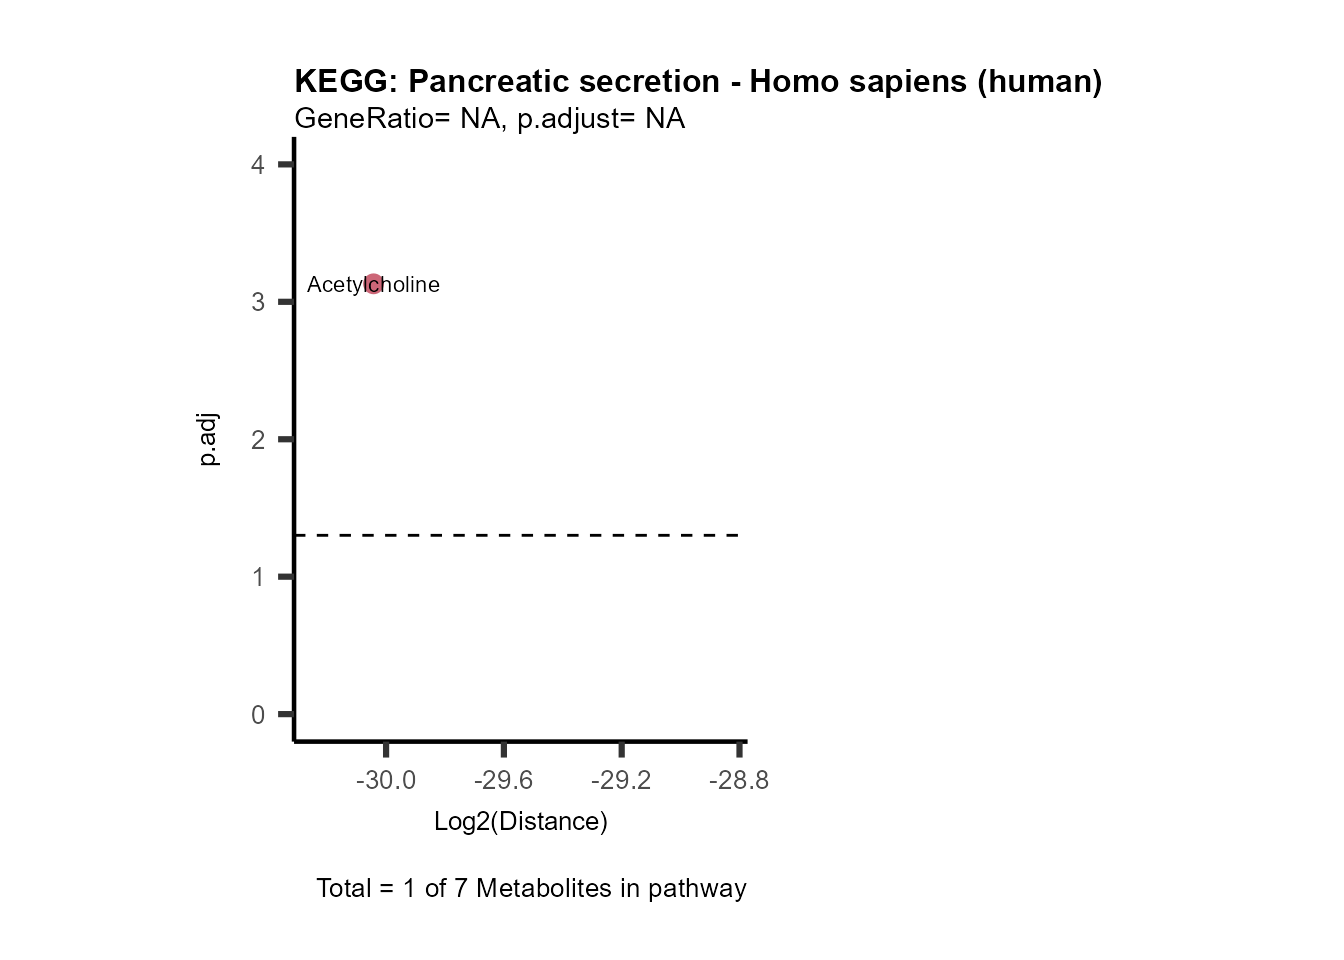 KEGG: Pancreatic secretion - Homo sapiens (human)
GeneRatio= NA, p.adjust= NA
4
Acetylcholine
3
p.adj
2
1
0
-30.0 -29.6 -29.2 -28.8
Log2(Distance)
Total = 1 of 7 Metabolites in pathway